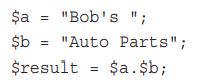 $a = "Bob's ";
$b = "Auto Parts";
$result = $a.$b;